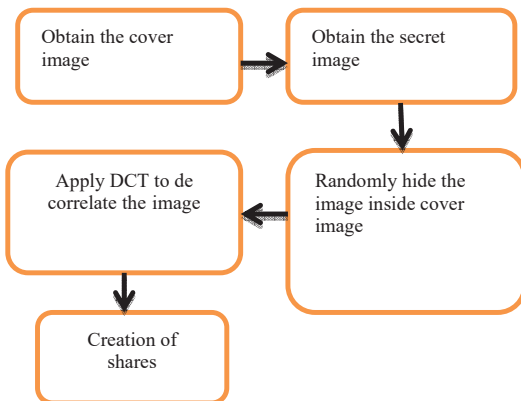 Obtain the cover
image
Obtain the secret
image
Randomly hide the
image inside cover
image
Apply DCT to de
correlate the image
Creation of
shares